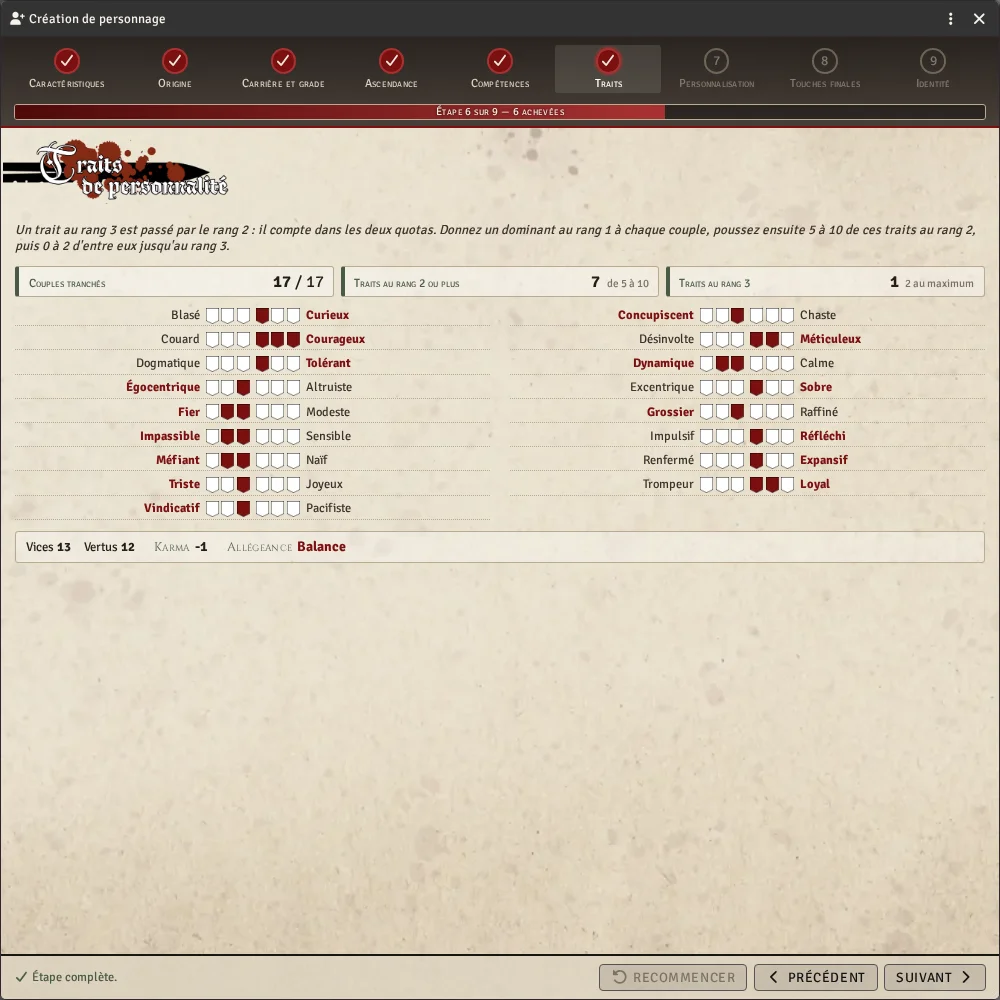 Création de personnage
Caractéristiques
Origine
Carrière et grade
Ascendance
Compétences
Traits
7
Personnalisation
8
Touches finales
9
Identité
Étape 6 sur 9 — 6 achevées
Traits
de personnalité
Un trait au rang 3 est passé par le rang 2 : il compte dans les deux quotas. Donnez un dominant au rang 1 à chaque couple, poussez ensuite 5 à 10 de ces traits au rang 2,
puis 0 à 2 d'entre eux jusqu'au rang 3.
Couples tranchés 17 / 17
Traits au rang 2 ou plus 7 de 5 à 10
Traits au rang 3 1 2 au maximum
Blasé Curieux
Couard Courageux
Dogmatique Tolérant
Égocentrique Altruiste
Fier Modeste
Impassible Sensible
Méfiant Naïf
Triste Joyeux
Vindicatif Pacifiste
Concupiscent Chaste
Désinvolte Méticuleux
Dynamique Calme
Excentrique Sobre
Grossier Raffiné
Impulsif Réfléchi
Renfermé Expansif
Trompeur Loyal
Vices 13 Vertus 12 Karma -1 Allégeance Balance
Étape complète.
RECOMMENCER
PRÉCÉDENT
SUIVANT